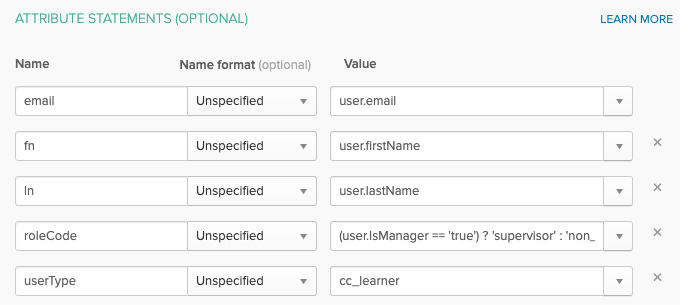 ATTRIBUTE STATEMENTS (OPTIONAL) LEARN MORE
Name Name format (optional) Value
email Unspecified user.email
fn Unspecified user.firstName
ln Unspecified user.lastName
roleCode Unspecified (user.IsManager == 'true') ? 'supervisor' : 'non_
userType Unspecified cc_learner